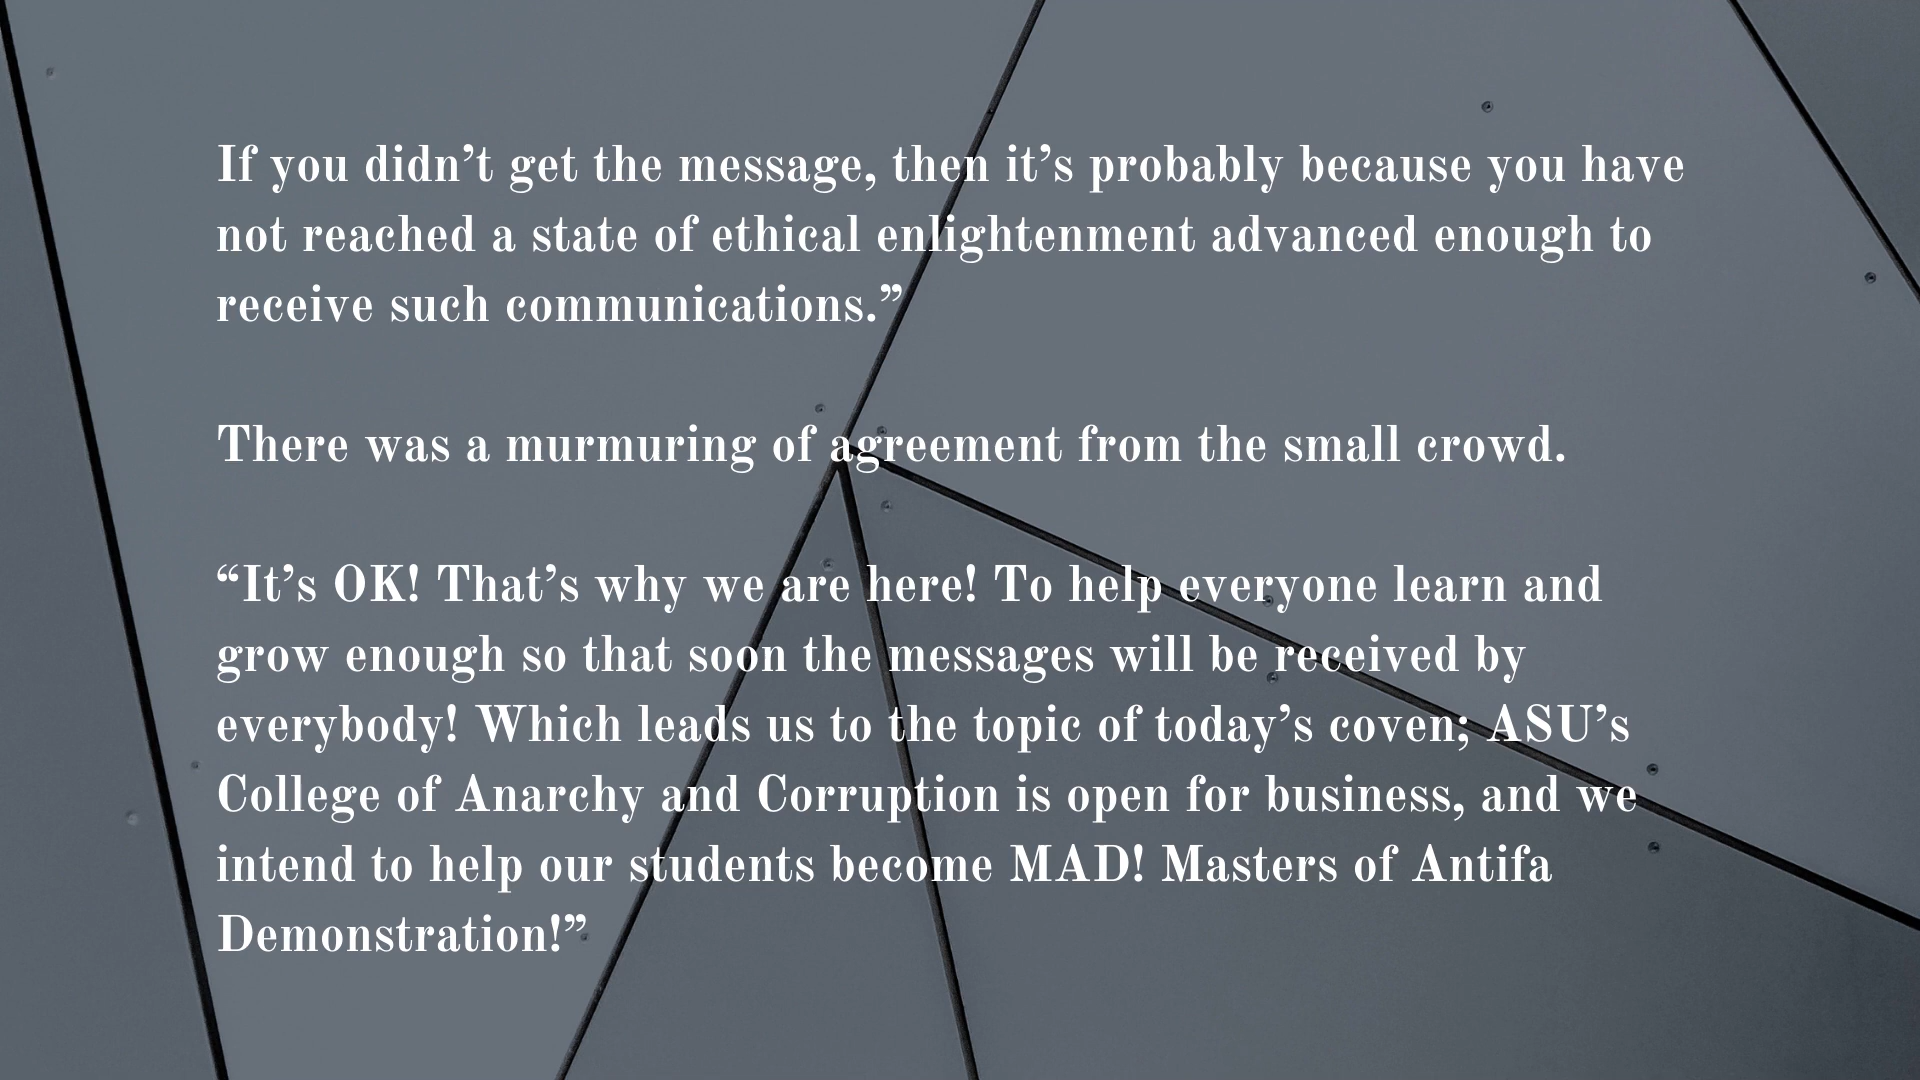 If you didn’t get the message, then it’s probably because you have
not reached a state of ethical enlightenment advanced enough to
receive such communications.”
There was a murmuring of agreement from the small crowd.
“It’s OK! That’s why we are here! To help everyone learn and
grow enough so that soon the messages will be received by
everybody! Which leads us to the topic of today’s coven; ASU’s
College of Anarchy and Corruption is open for business, and we
intend to help our students become MAD! Masters of Antifa
Demonstration!”